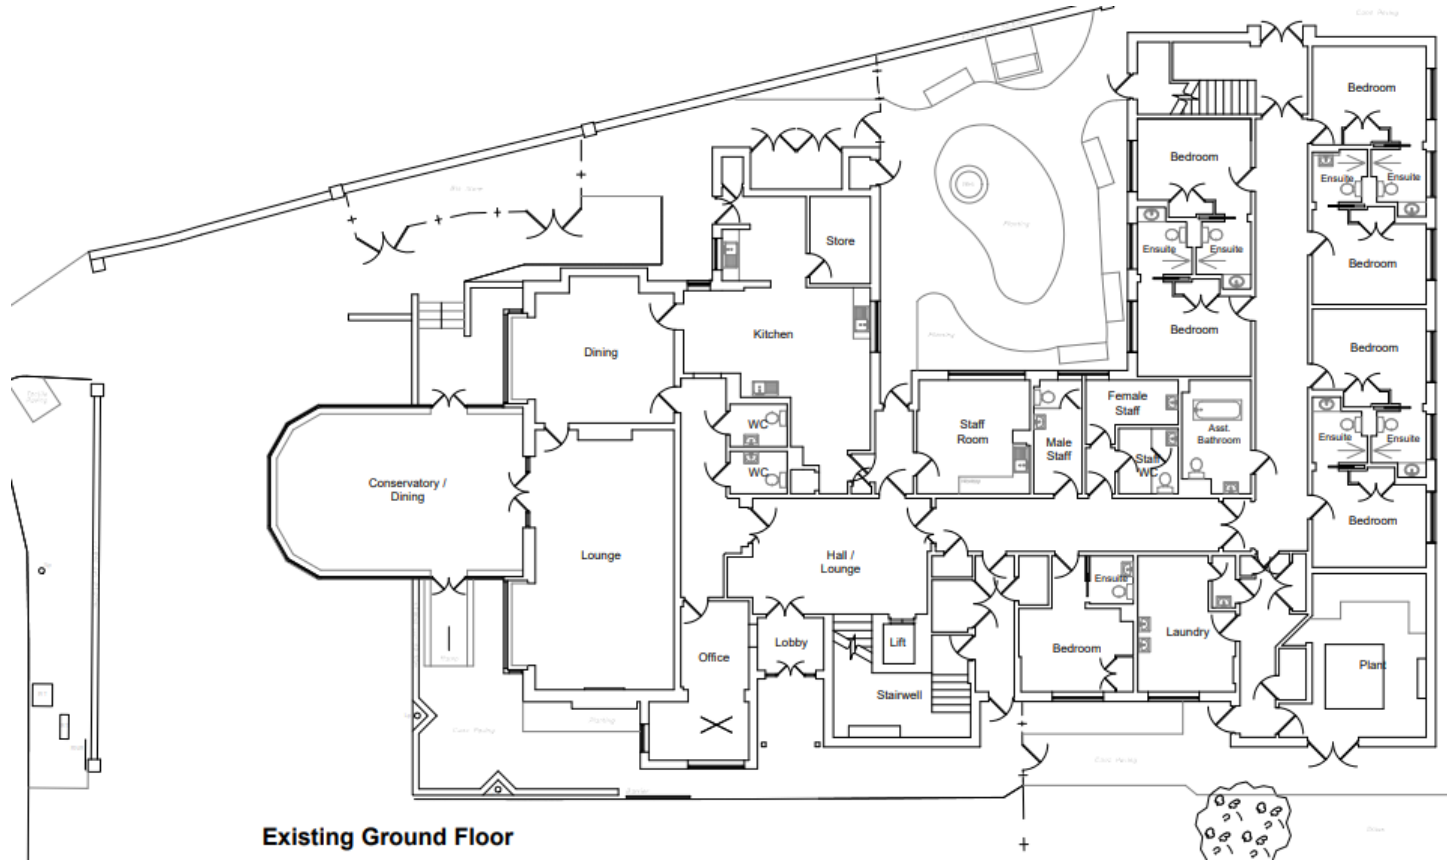 Bedroom
Bedroom
Ensuite
Ensuite
Store
Ensuite
Ensuite
Bedroom
Kitchen
Bedroom
Bedroom
Dining
WC
Staff
Room
Male
Staff
Female
Staff
Asst.
Bathroom
Ensuite
Ensuite
WC
Staff
WC
Conservatory /
Dining
Bedroom
Lounge
Hall /
Lounge
Ensuite
Office
Lobby
Lift
Bedroom
Laundry
Plant
Stairwell
Existing Ground Floor